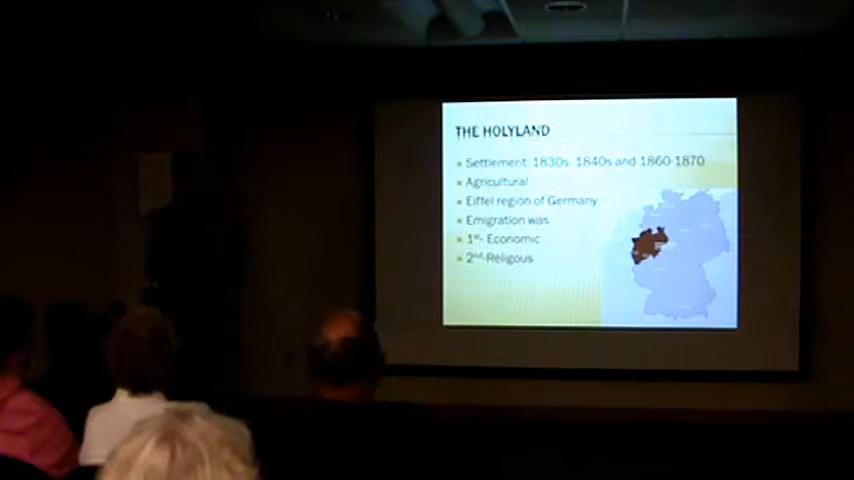 THE HOLYLAND
Settlement: 1830s, 1840s and 1860-1870
Agricultural
Eiffel region of Germany
Emigration was
1st- Economic
2nd-Religous